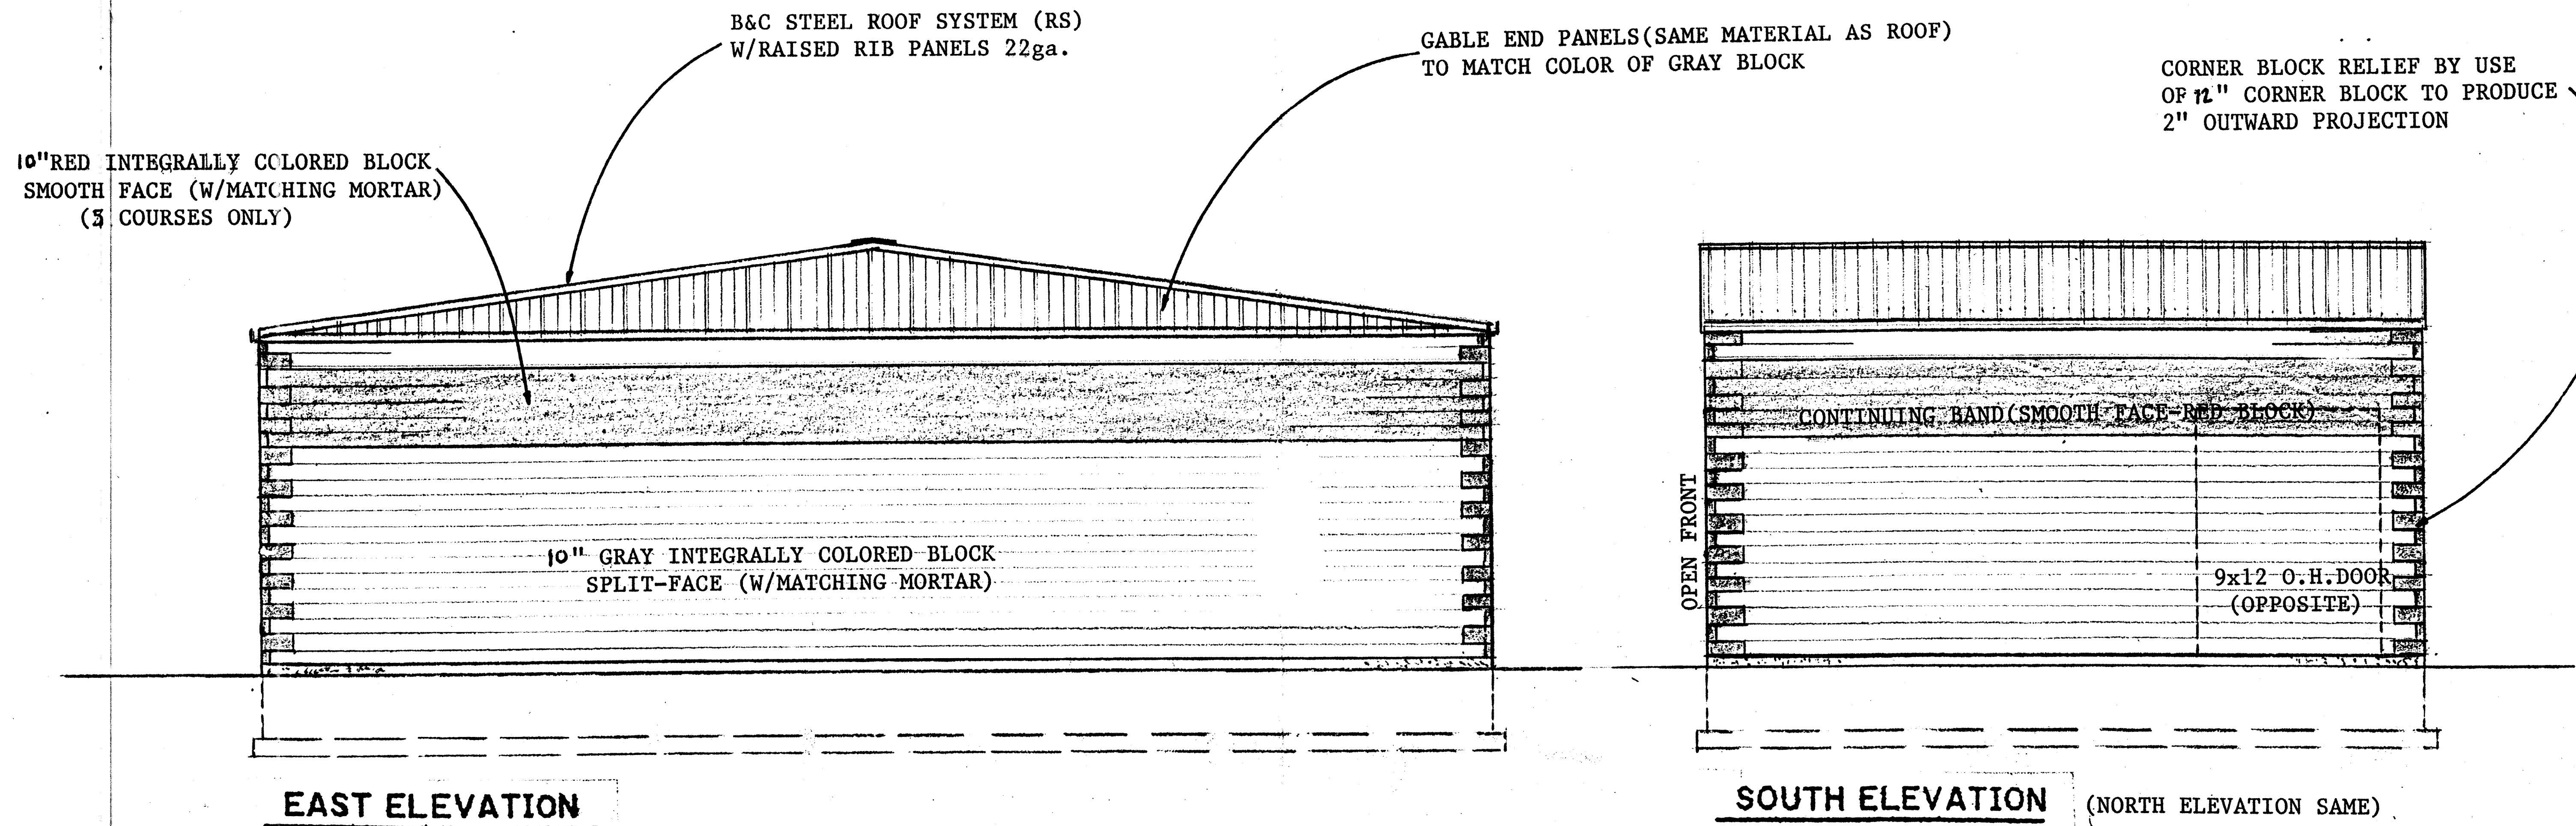 B&C STEEL ROOF SYSTEM (RS)
W/RAISED RIB PANELS 22ga.
GABLE END PANELS(SAME MATERIAL AS ROOF)
TO MATCH COLOR OF GRAY BLOCK
CORNER BLOCK RELIEF BY USE
OF 12" CORNER BLOCK TO PRODUCE
2" OUTWARD PROJECTION
10"RED INTEGRALLY COLORED BLOCK
SMOOTH FACE (W/MATCHING MORTAR)
(3 COURSES ONLY)
CONTINUING BAND(SMOOTH FACE-RED BLOCK)
OPEN FRONT
10" GRAY INTEGRALLY COLORED BLOCK
SPLIT-FACE (W/MATCHING MORTAR)
9x12 O.H.DOOR
(OPPOSITE)
EAST ELEVATION
SOUTH ELEVATION (NORTH ELEVATION SAME)